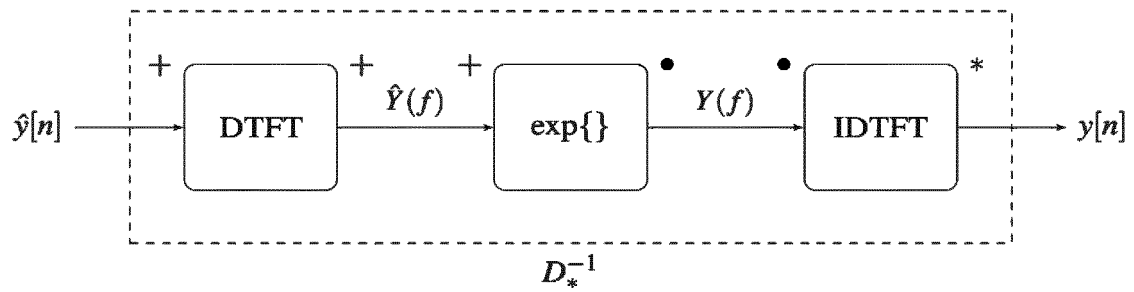 + + + • • *
ŷ[n] DTFT Ŷ(f) exp{} Y(f) IDTFT y[n]
D∗⁻¹